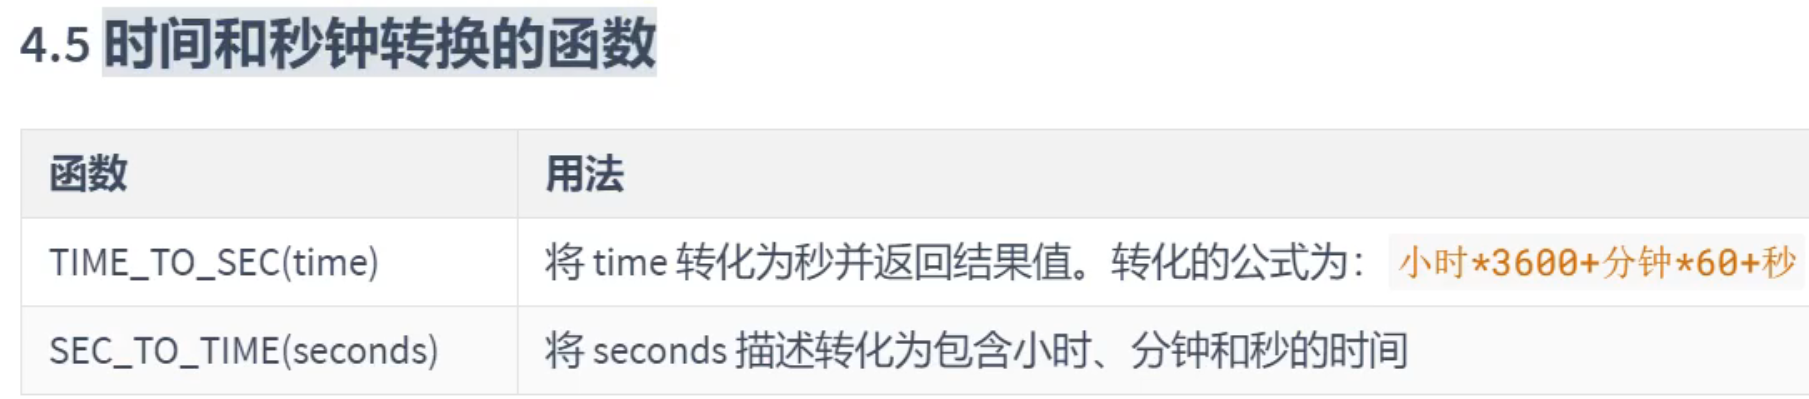 4.5 时间和秒钟转换的函数
函数 用法
TIME_TO_SEC(time) 将 time 转化为秒并返回结果值。转化的公式为：小时*3600+分钟*60+秒
SEC_TO_TIME(seconds) 将 seconds 描述转化为包含小时、分钟和秒的时间